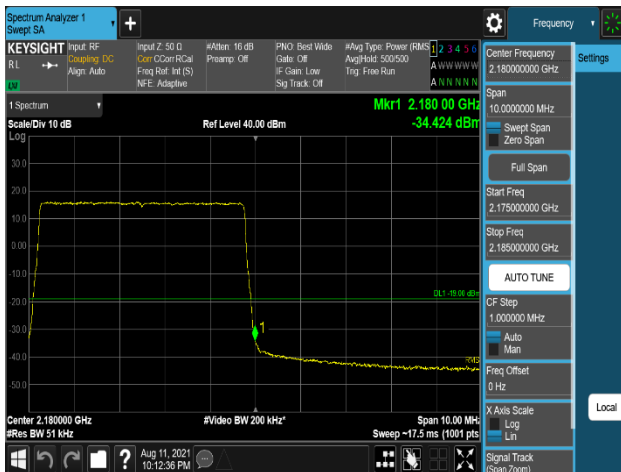 Spectrum Analyzer 1
Swept SA
+
Frequency
KEYSIGHT
Input: RF
Input Z: 50 Ω
#Atten: 16 dB
PNO: Best Wide
#Avg Type: Power (RMS
1 2 3 4 5 6
RL
Coupling: DC
Corr CCorr RCal
Preamp: Off
Gate: Off
Avg|Hold: 500/500
A W W W W W
Align: Auto
Freq Ref: Int (S)
IF Gain: Low
Trig: Free Run
NFE: Adaptive
Sig Track: Off
A N N N N N
LXI
1 Spectrum
Mkr1 2.180 00 GHz
Scale/Div 10 dB
Ref Level 40.00 dBm
-34.424 dBm
Log
30.0
20.0
10.0
0.00
-10.0
DL1 -19.00 dBm
-20.0
-30.0
1
-40.0
RMS
-50.0
Center 2.180000 GHz
#Video BW 200 kHz*
Span 10.00 MHz
#Res BW 51 kHz
Sweep ~17.5 ms (1001 pts
?
Aug 11, 2021
10:12:36 PM
Center Frequency
2.180000000 GHz
Settings
Span
10.0000000 MHz
Swept Span
Zero Span
Full Span
Start Freq
2.175000000 GHz
Stop Freq
2.185000000 GHz
AUTO TUNE
CF Step
1.000000 MHz
Auto
Man
Freq Offset
0 Hz
X Axis Scale
Log
Lin
Local
Signal Track
(Span Zoom)